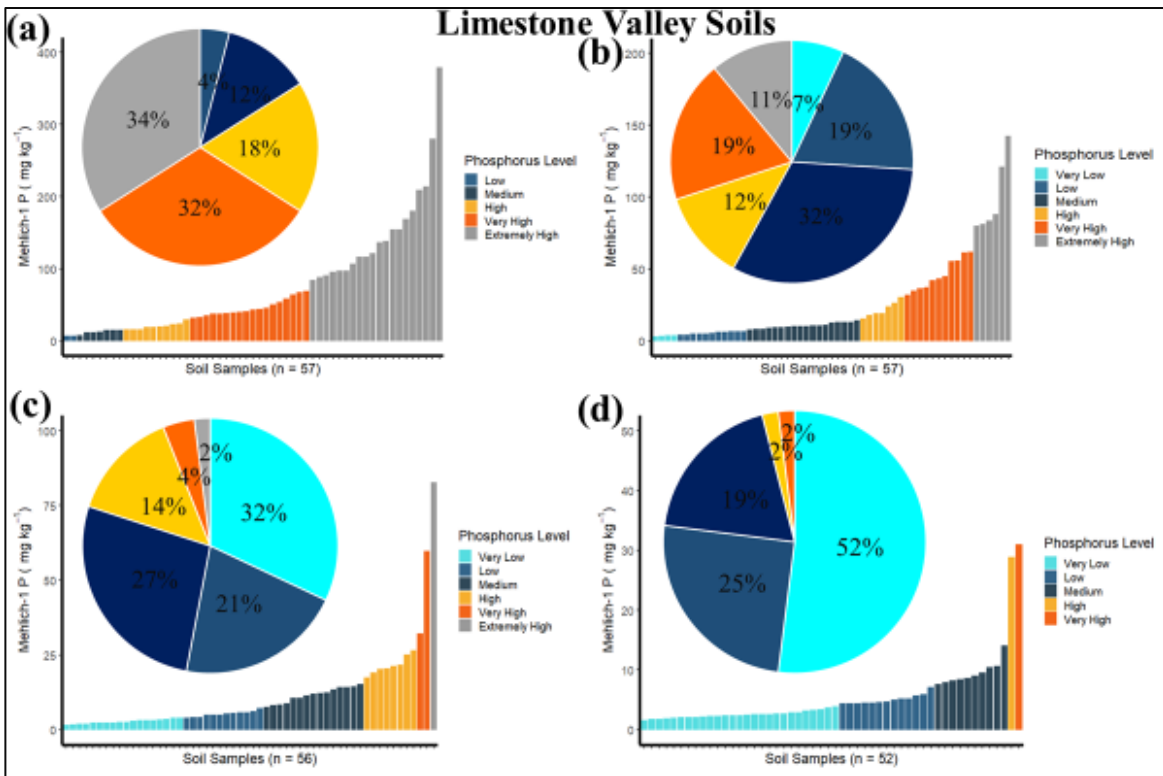 Limestone Valley Soils
(a)
400
300
200
100
0
Mehlich-1 P ( mg kg⁻¹)
4%
12%
18%
32%
34%
Phosphorus Level
Low
Medium
High
Very High
Extremely High
Soil Samples (n = 57)
(b)
200
150
100
50
0
Mehlich-1 P ( mg kg⁻¹)
7%
19%
32%
12%
19%
11%
Phosphorus Level
Very Low
Low
Medium
High
Very High
Extremely High
Soil Samples (n = 57)
(c)
100
75
50
25
0
Mehlich-1 P ( mg kg⁻¹)
32%
21%
27%
14%
4%
2%
Phosphorus Level
Very Low
Low
Medium
High
Very High
Extremely High
Soil Samples (n = 56)
(d)
50
40
30
20
10
0
Mehlich-1 P ( mg kg⁻¹)
52%
25%
19%
2%
2%
Phosphorus Level
Very Low
Low
Medium
High
Very High
Soil Samples (n = 52)